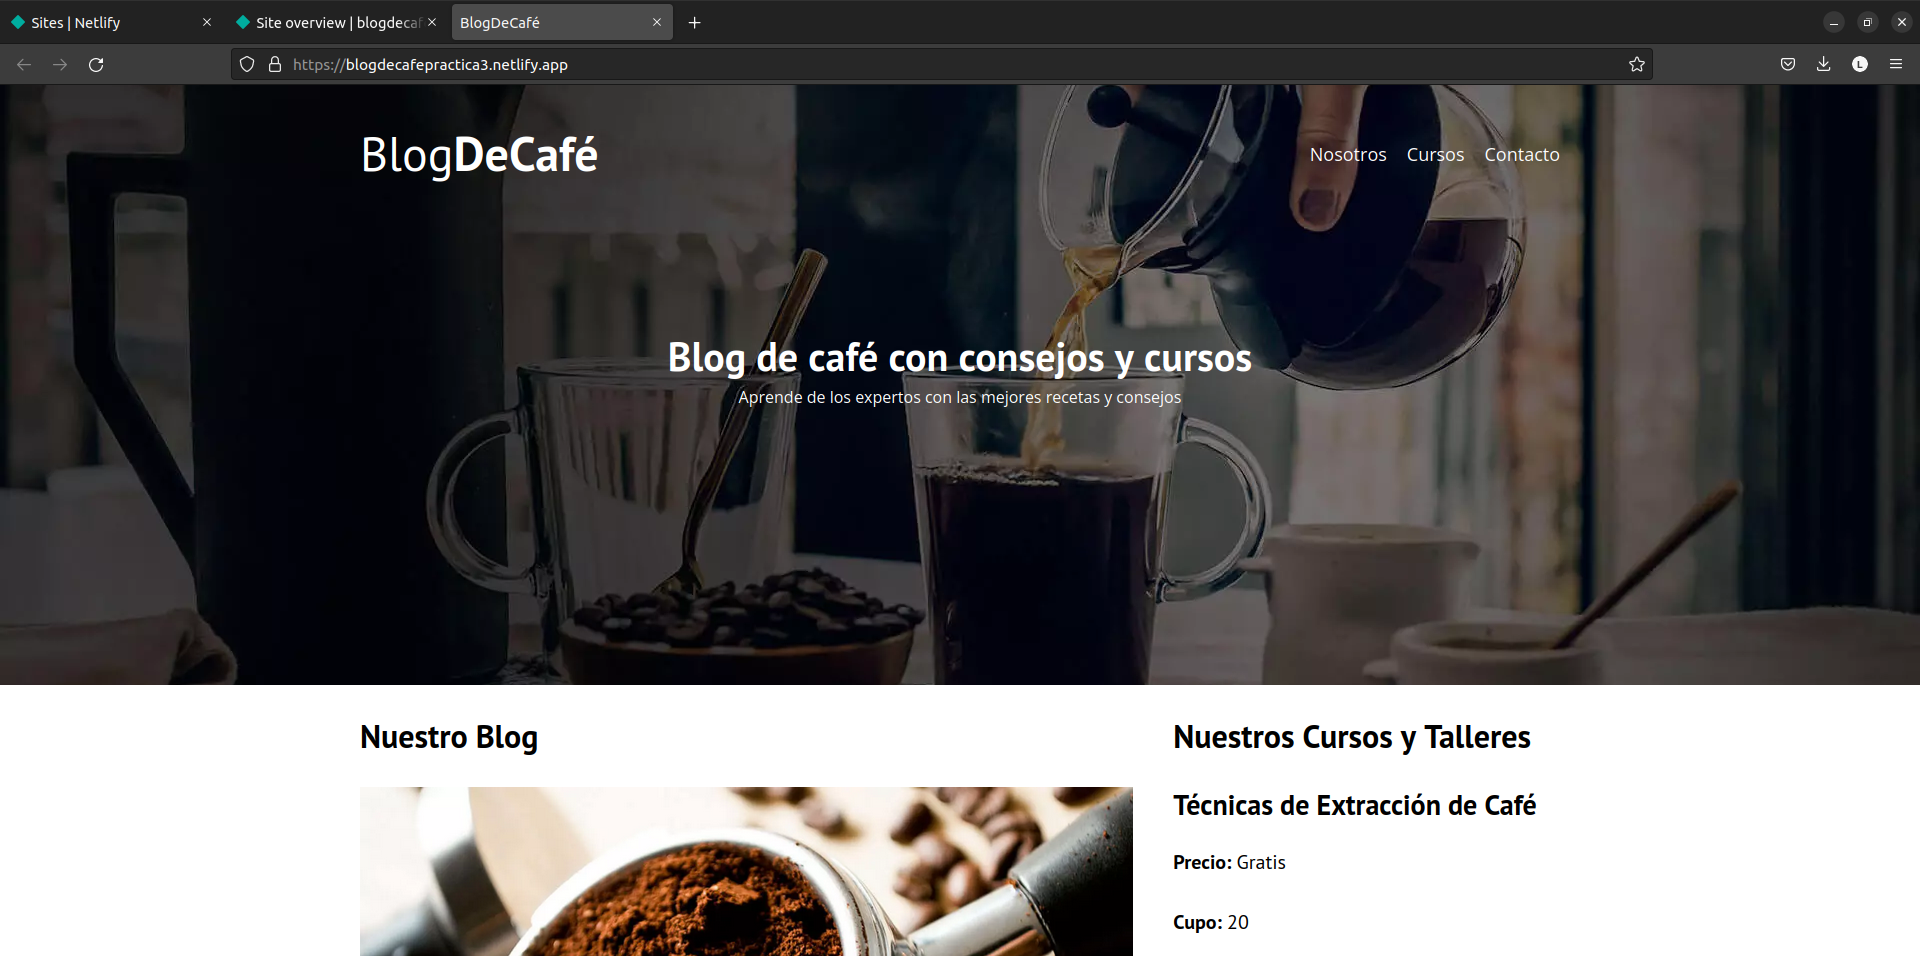 Sites | Netlify
Site overview | blogdecaf
BlogDeCafé
https://blogdecafepractica3.netlify.app
L
BlogDeCafé
Nosotros Cursos Contacto
Blog de café con consejos y cursos
Aprende de los expertos con las mejores recetas y consejos
Nuestro Blog
Nuestros Cursos y Talleres
Técnicas de Extracción de Café
Precio: Gratis
Cupo: 20